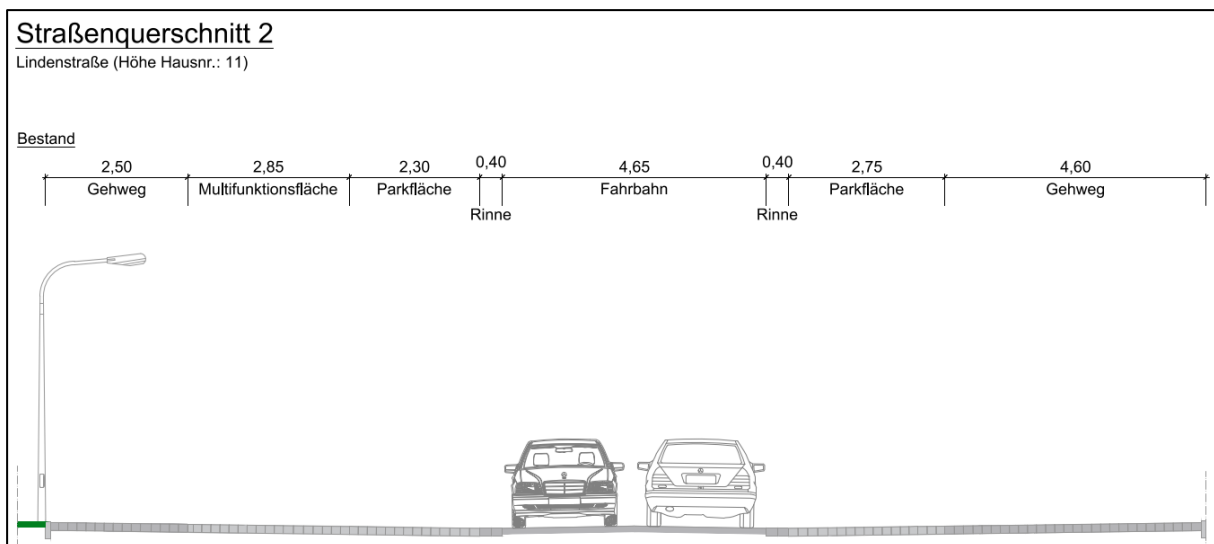 Straßenquerschnitt 2
Lindenstraße (Höhe Hausnr.: 11)
Bestand
2,50 2,85 2,30 0,40 4,65 0,40 2,75 4,60
Gehweg Multifunktionsfläche Parkfläche Fahrbahn Parkfläche Gehweg
Rinne Rinne